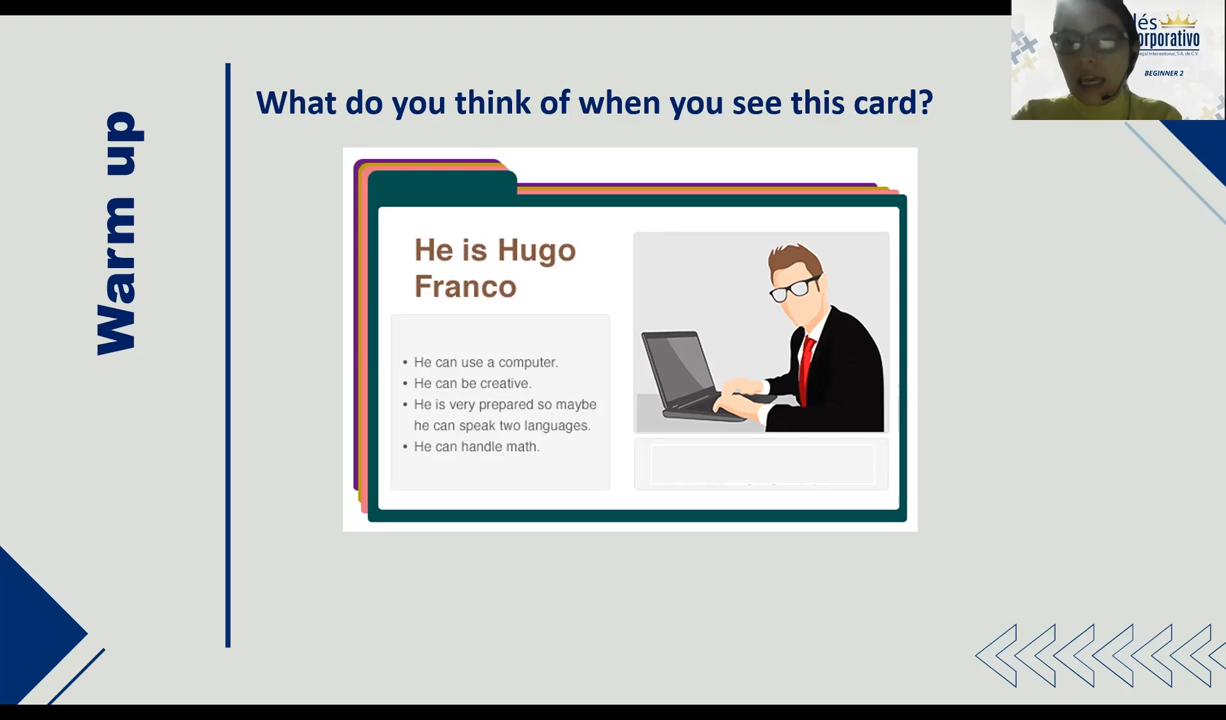 What do you think of when you see this card?
Warm up
He is Hugo
Franco
• He can use a computer.
• He can be creative.
• He is very prepared so maybe
he can speak two languages.
• He can handle math.
BEGINNER 2